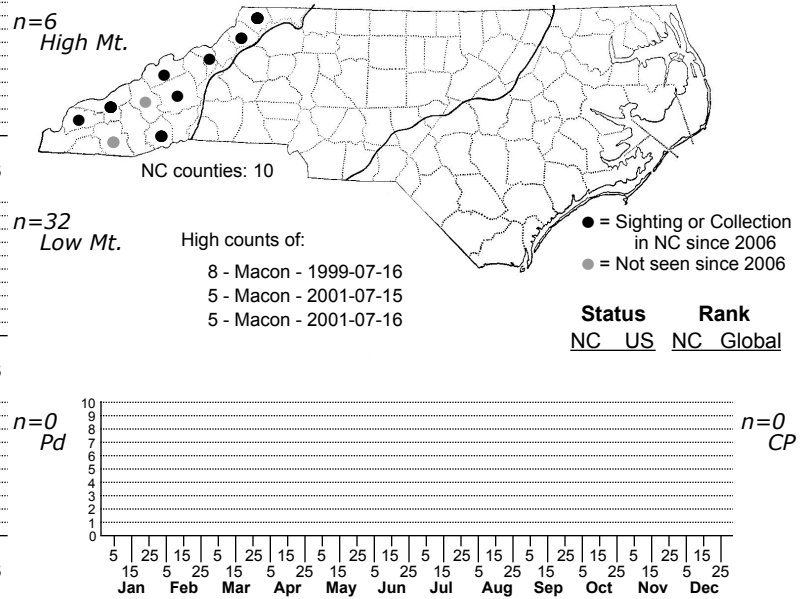 n=6
High Mt.
NC counties: 10
n=32
Low Mt.
High counts of:
8 - Macon - 1999-07-16
5 - Macon - 2001-07-15
5 - Macon - 2001-07-16
= Sighting or Collection
in NC since 2006
= Not seen since 2006
Status Rank
NC US NC Global
n=0
Pd
n=0
CP
10
9
8
7
6
5
4
3
2
1
0
5 25 15 5 25 15 5 25 15 5 25 15 5 25 15 5 25 15
15 5 25 15 5 25 15 5 25 15 5 25 15 5 25 15 5 25
Jan Feb Mar Apr May Jun Jul Aug Sep Oct Nov Dec